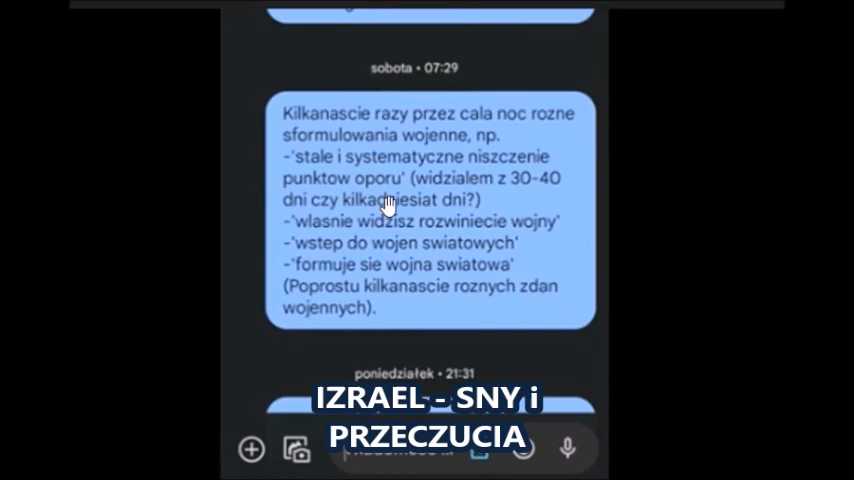 sobota • 07:29
Kilkanascie razy przez cala noc rozne
sformulowania wojenne, np.
-'stale i systematyczne niszczenie
punktow oporu' (widzialem z 30-40
dni czy kilkadziesiat dni?)
-'wlasnie widzisz rozwiniecie wojny'
-'wstep do wojen swiatowych'
-'formuje sie wojna swiatowa'
(Poprostu kilkanascie roznych zdan
wojennych).
poniedziałek • 21:31
IZRAEL - SNY i
PRZECZUCIA